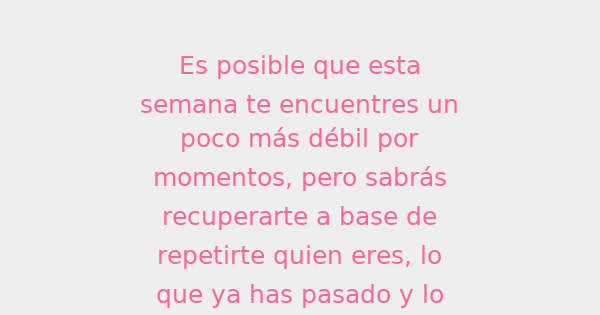 Es posible que esta
semana te encuentres un
poco más débil por
momentos, pero sabrás
recuperarte a base de
repetirte quien eres, lo
que ya has pasado y lo